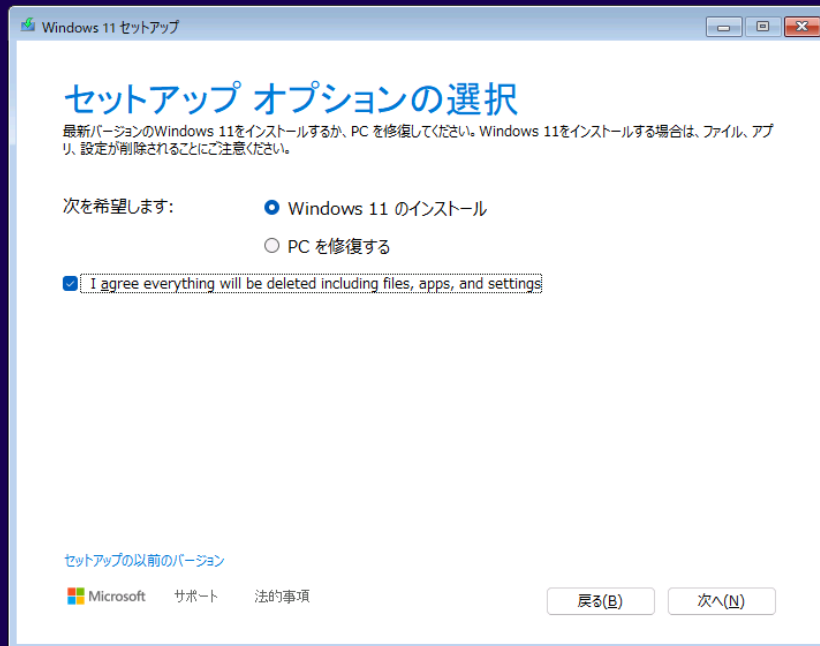 Windows 11 セットアップ
セットアップ オプションの選択
最新バージョンのWindows 11をインストールするか、PC を修復してください。Windows 11をインストールする場合は、ファイル、アプ
リ、設定が削除されることにご注意ください。
次を希望します:
Windows 11 のインストール
PC を修復する
I agree everything will be deleted including files, apps, and settings
セットアップの以前のバージョン
Microsoft サポート 法的事項
戻る(B) 次へ(N)